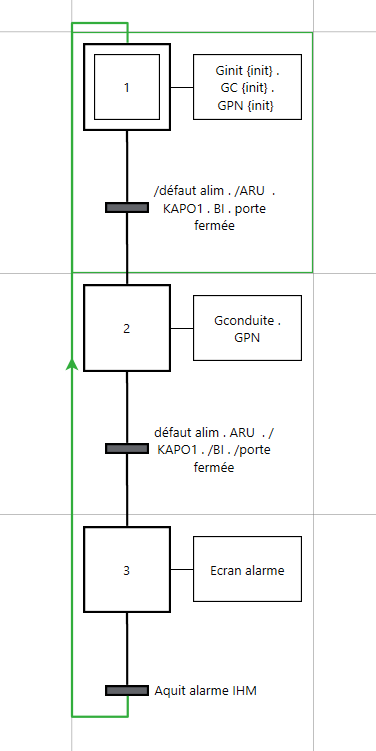 1
Ginit {init} .
GC {init} .
GPN {init}
/défaut alim . /ARU .
KAPO1 . BI . porte
fermée
2
Gconduite .
GPN
défaut alim . ARU . /
KAPO1 . /BI . /porte
fermée
3
Ecran alarme
Aquit alarme IHM